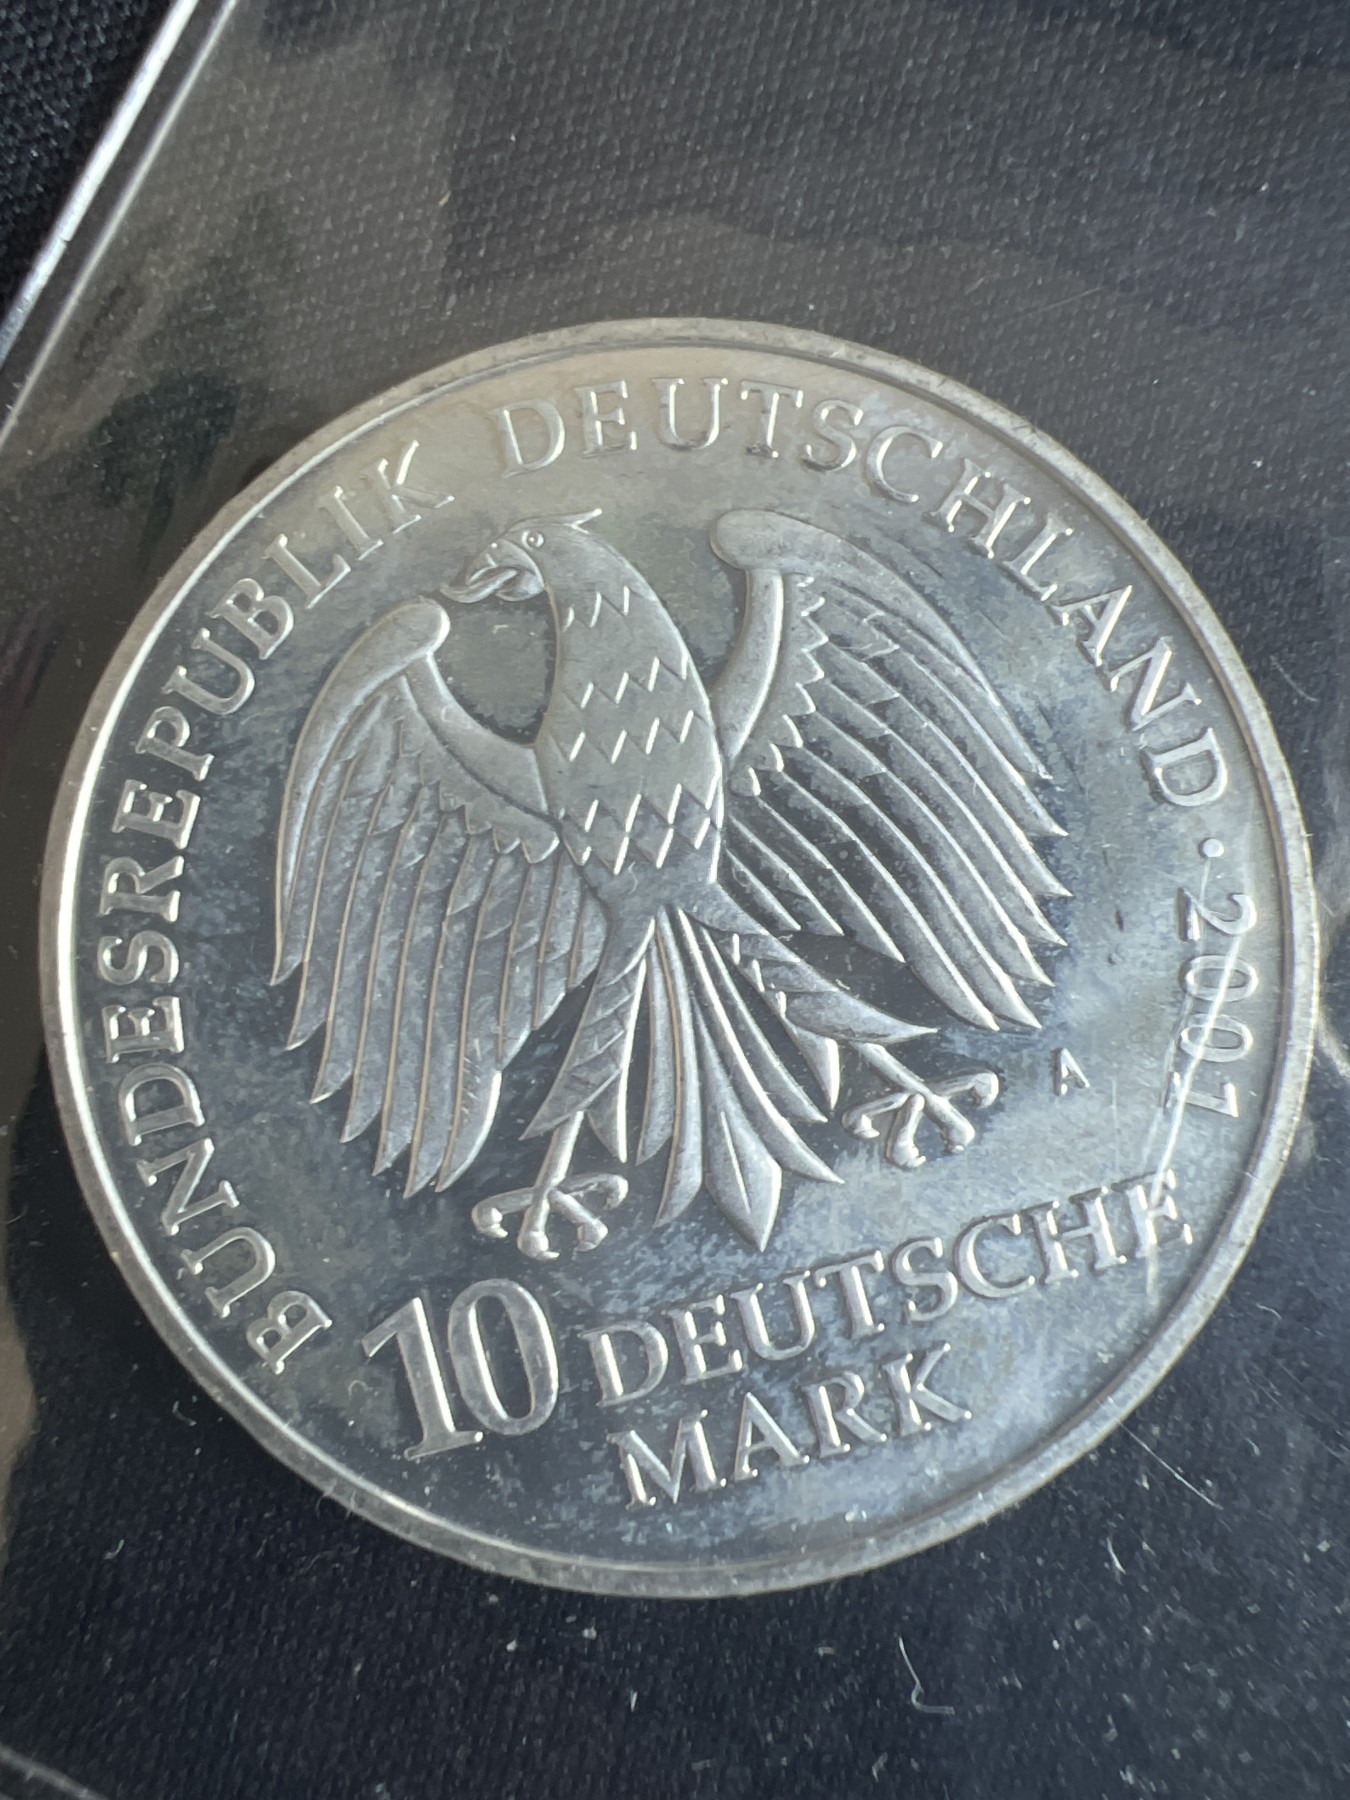 BUNDESREPUBLIK DEUTSCHLAND · 2001
A
10 DEUTSCHE
MARK